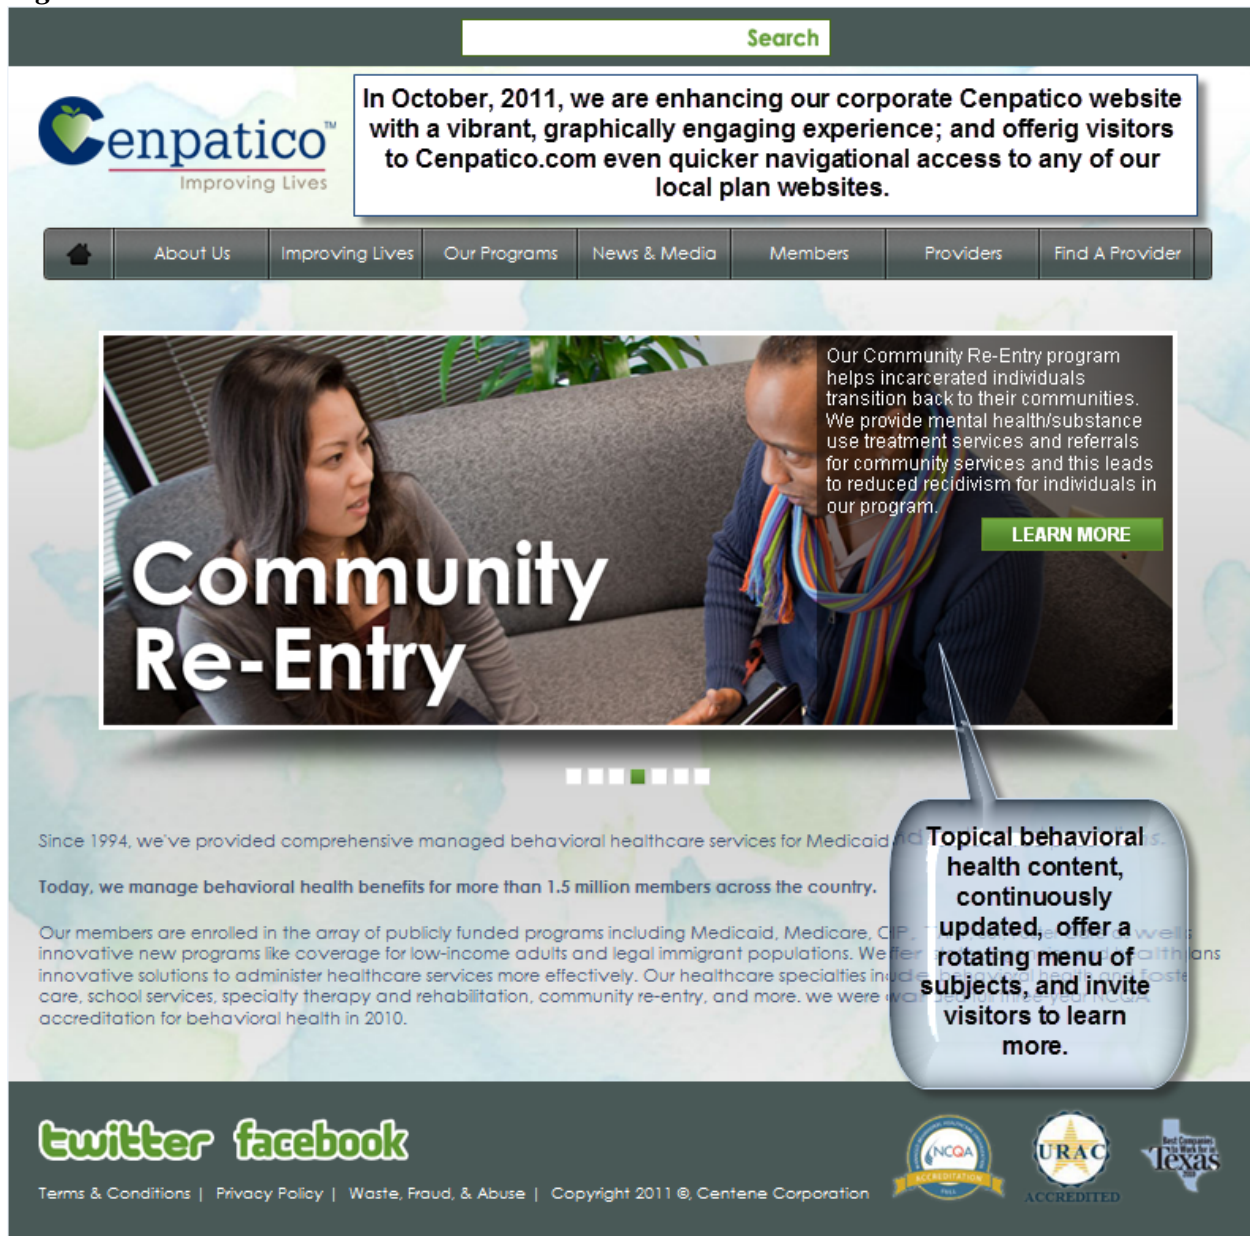 Search
In October, 2011, we are enhancing our corporate Cenpatico website
with a vibrant, graphically engaging experience; and offerig visitors
to Cenpatico.com even quicker navigational access to any of our
local plan websites.
Cenpatico™
Improving Lives
About Us Improving Lives Our Programs News & Media Members Providers Find A Provider
Our Community Re-Entry program
helps incarcerated individuals
transition back to their communities.
We provide mental health/substance
use treatment services and referrals
for community services and this leads
to reduced recidivism for individuals in
our program.
LEARN MORE
Community
Re-Entry
Since 1994, we've provided comprehensive managed behavioral healthcare services for Medicaid
Today, we manage behavioral health benefits for more than 1.5 million members across the country.
Our members are enrolled in the array of publicly funded programs including Medicaid, Medicare,
innovative new programs like coverage for low-income adults and legal immigrant populations. We
innovative solutions to administer healthcare services more effectively. Our healthcare specialties
care, school services, specialty therapy and rehabilitation, community re-entry, and more. we were three-year NCQA
accreditation for behavioral health in 2010.
Topical behavioral
health content,
continuously
updated, offer a
rotating menu of
subjects, and invite
visitors to learn
more.
twitter facebook
Terms & Conditions | Privacy Policy | Waste, Fraud, & Abuse | Copyright 2011 ©, Centene Corporation
NCQA
ACCREDITATION
URAC
ACCREDITED
Best Companies
to Work for in
Texas